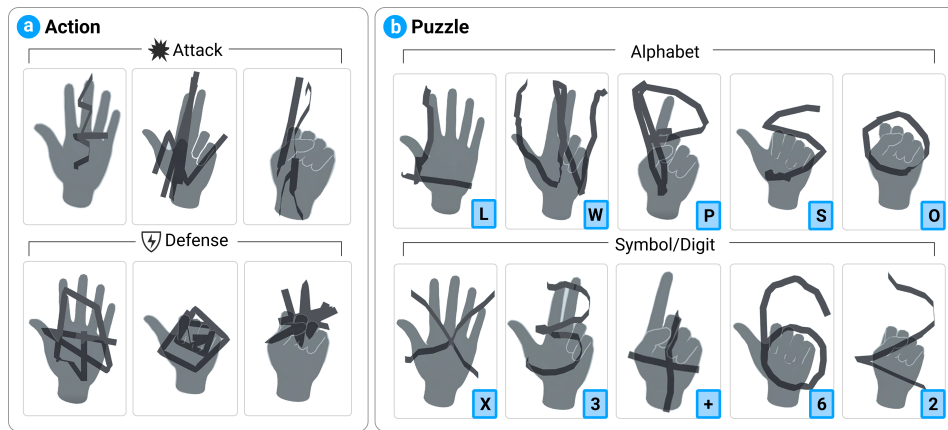 a Action
Attack
Defense
b Puzzle
Alphabet
L W P S O
Symbol/Digit
X 3 + 6 2